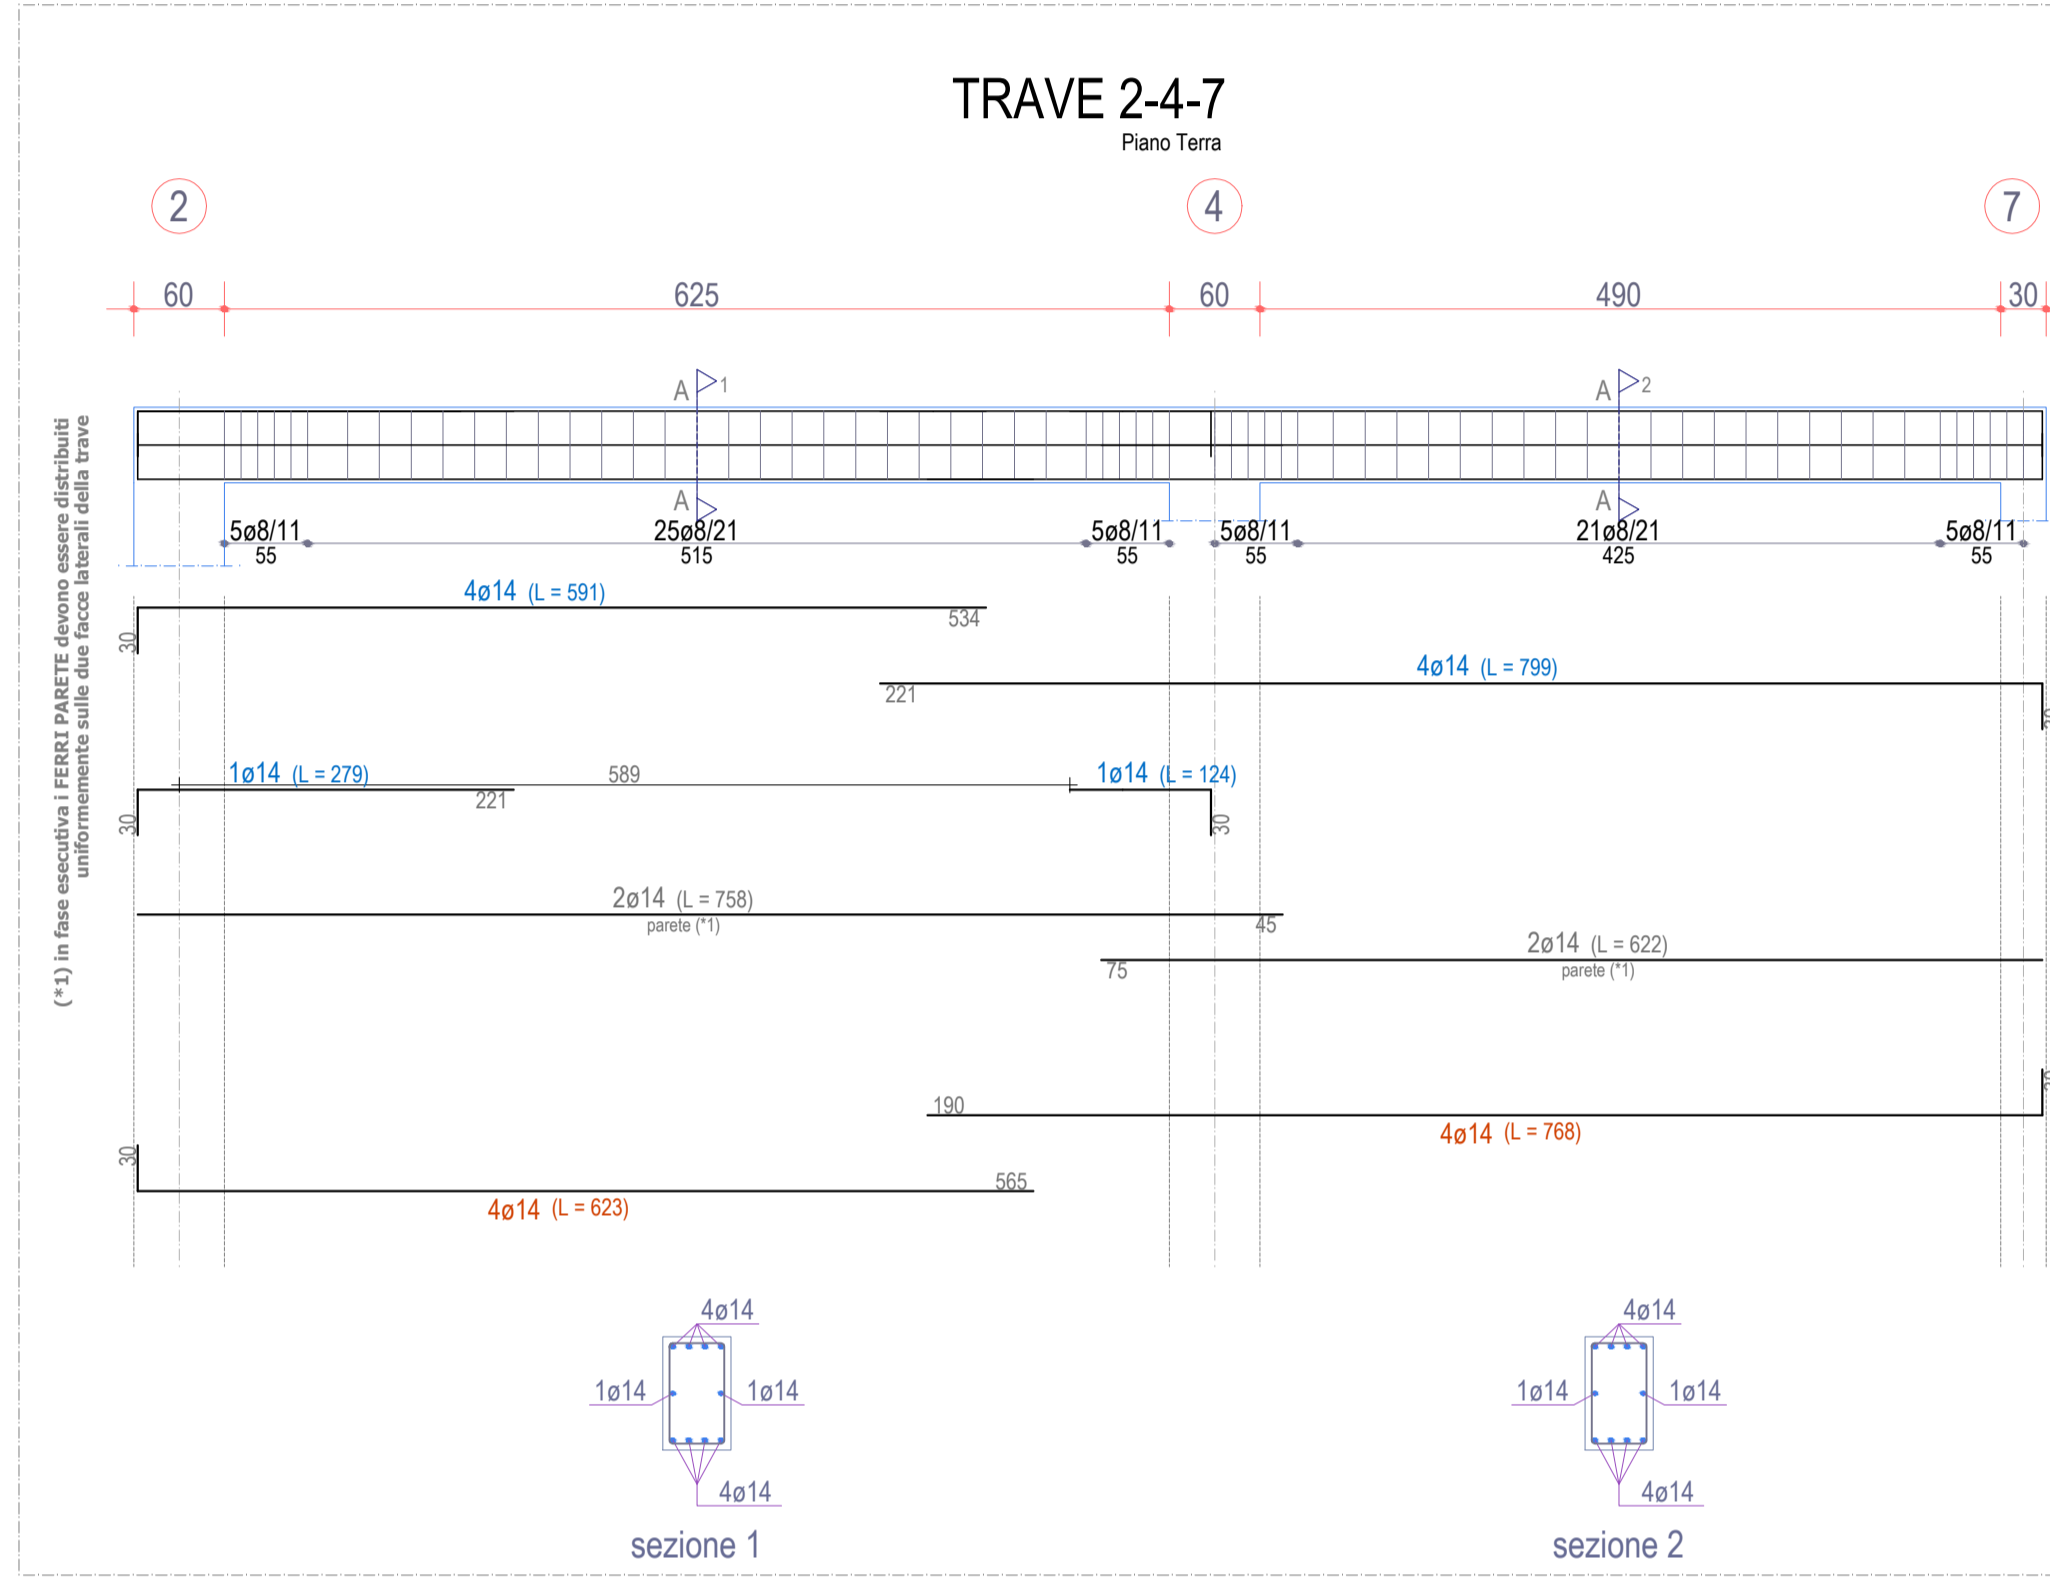 TRAVE 2-4-7
Piano Terra
2
4
7
60
625
60
490
30
A
1
A
2
A
A
5ø8/11
55
25ø8/21
515
5ø8/11
55
5ø8/11
55
21ø8/21
425
5ø8/11
55
(*1) in fase esecutiva i FERRI PARETE devono essere distribuiti
uniformemente sulle due facce laterali della trave
4ø14 (L = 591)
534
30
4ø14 (L = 799)
221
1ø14 (L = 279)
589
1ø14 (L = 124)
221
30
30
2ø14 (L = 758)
parete (*1)
45
2ø14 (L = 622)
parete (*1)
75
190
4ø14 (L = 768)
30
565
4ø14 (L = 623)
4ø14
1ø14
1ø14
4ø14
sezione 1
4ø14
1ø14
1ø14
4ø14
sezione 2